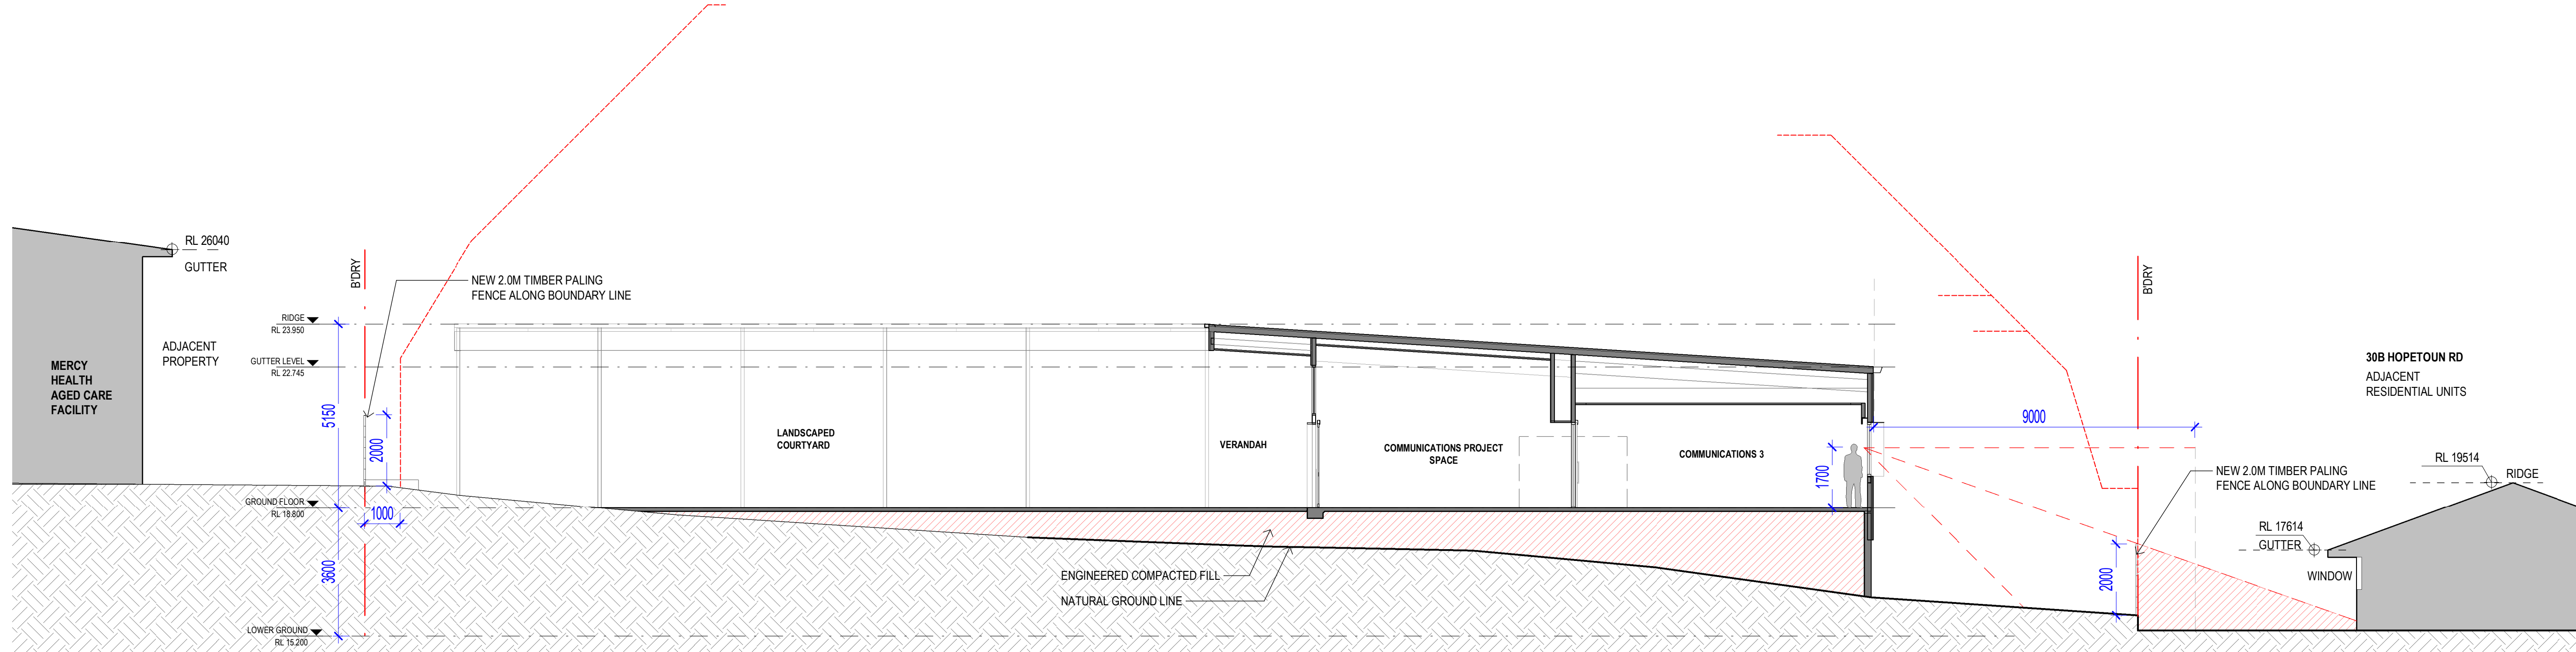 RL 26040
GUTTER
B'DRY
NEW 2.0M TIMBER PALING
FENCE ALONG BOUNDARY LINE
RIDGE
RL 23.950
ADJACENT
PROPERTY
GUTTER LEVEL
RL 22.745
MERCY
HEALTH
AGED CARE
FACILITY
5150
2000
GROUND FLOOR
RL 18.800
1000
3600
LOWER GROUND
RL 15.200
LANDSCAPED
COURTYARD
VERANDAH
COMMUNICATIONS PROJECT
SPACE
COMMUNICATIONS 3
1700
ENGINEERED COMPACTED FILL
NATURAL GROUND LINE
9000
B'DRY
30B HOPETOUN RD
ADJACENT
RESIDENTIAL UNITS
NEW 2.0M TIMBER PALING
FENCE ALONG BOUNDARY LINE
RL 19514
RIDGE
RL 17614
GUTTER
WINDOW
2000